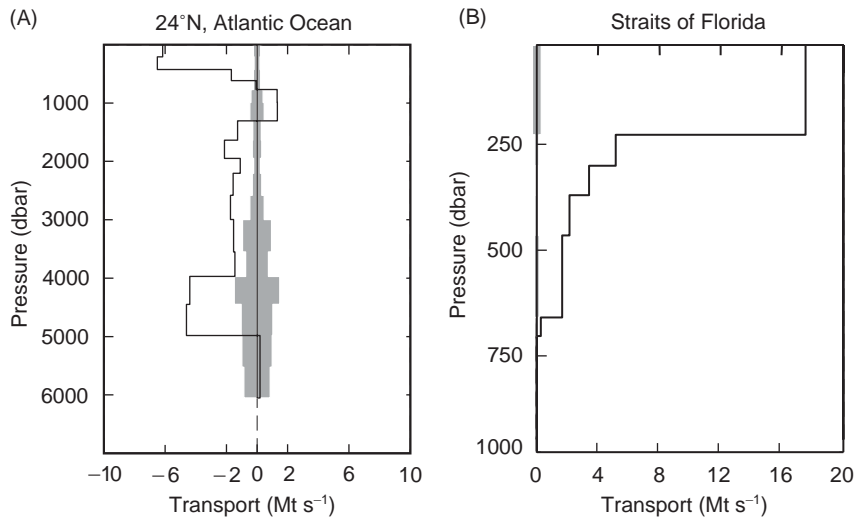 (A)
24°N, Atlantic Ocean
1000
2000
3000
4000
5000
6000
Pressure (dbar)
−10 −6 −2 0 2 6 10
Transport (Mt s⁻¹)
(B)
Straits of Florida
250
500
750
1000
Pressure (dbar)
0 4 8 12 16 20
Transport (Mt s⁻¹)